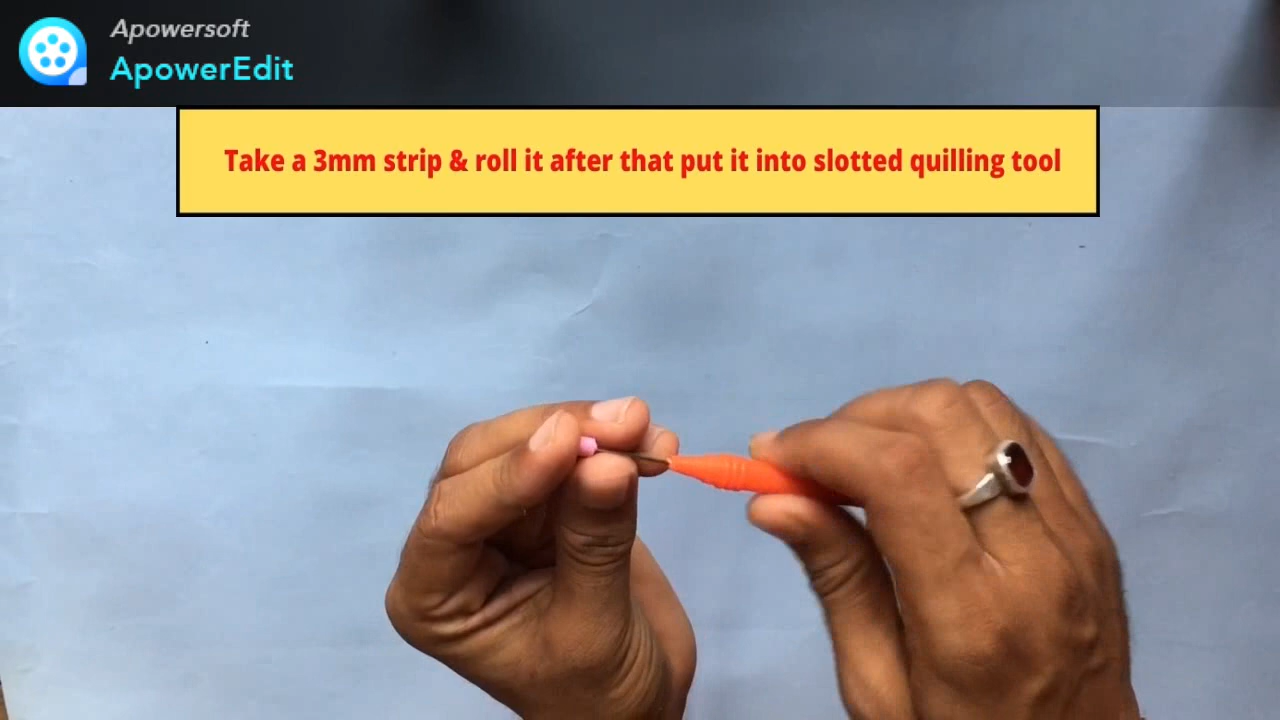 Apowersoft
ApowerEdit
Take a 3mm strip & roll it after that put it into slotted quilling tool